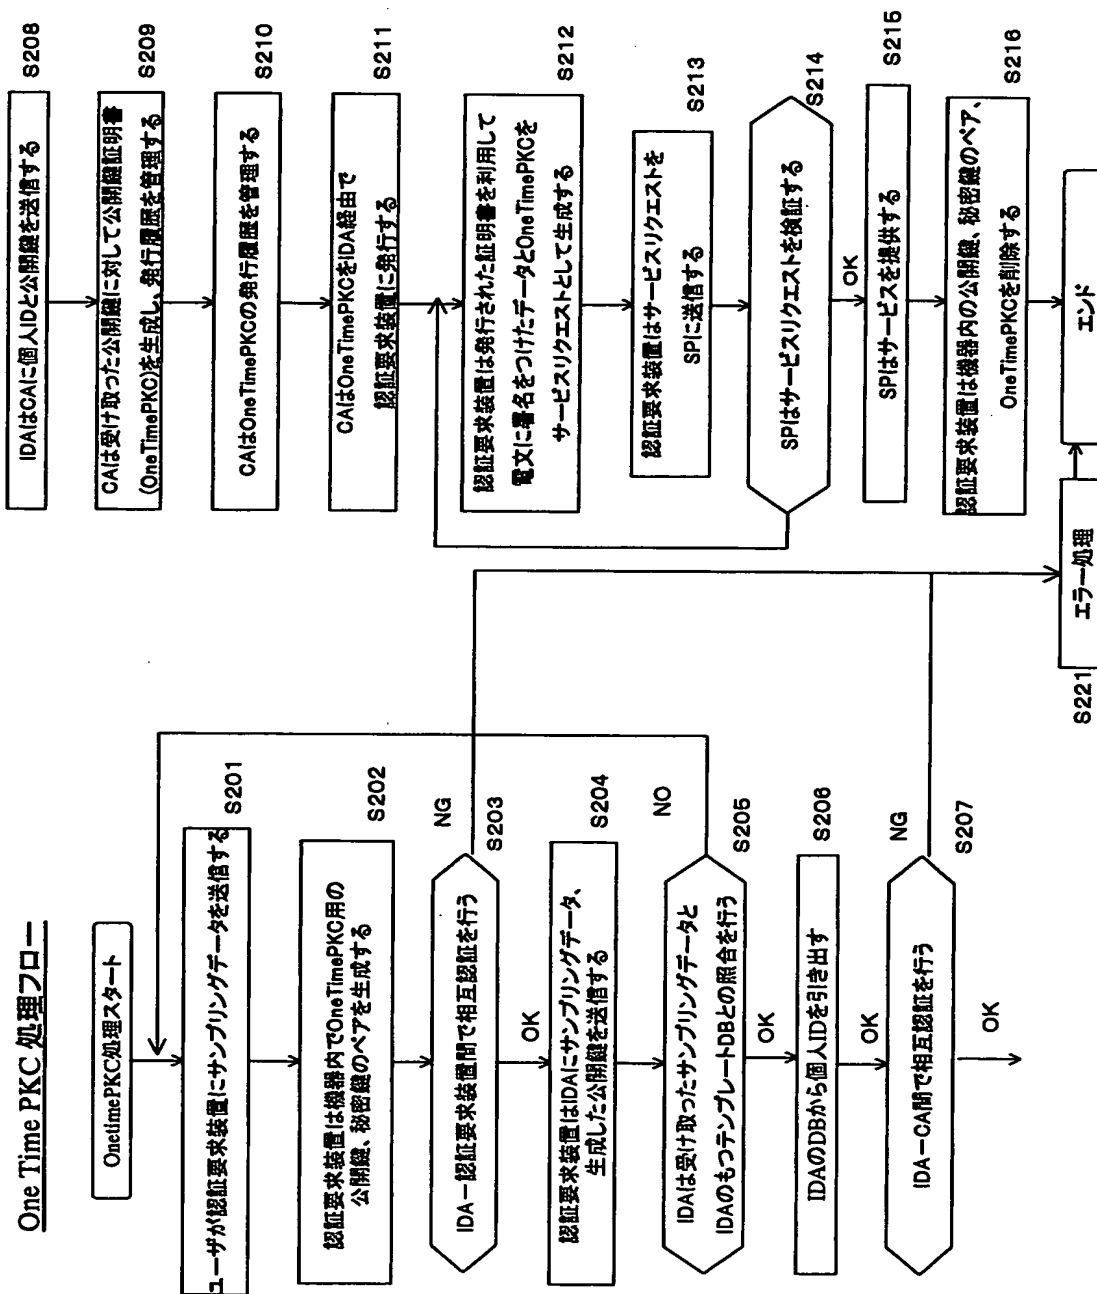 One Time PKC 処理フロー
OnetimePKC処理スタート
ユーザが認証要求装置にサンプリングデータを送信する
S201
認証要求装置は機器内でOneTimePKC用の
公開鍵、秘密鍵のペアを生成する
S202
IDAー認証要求装置間で相互認証を行う
NG
S203
OK
認証要求装置はIDAにサンプリングデータ、
生成した公開鍵を送信する
S204
IDAは受け取ったサンプリングデータと
IDAのもつテンプレートDBとの照合を行う
NO
S205
OK
IDAのDBから個人IDを引き出す
S206
OK
IDAーCA間で相互認証を行う
NG
S207
OK
IDAはCAに個人IDと公開鍵を送信する
S208
CAは受け取った公開鍵に対して公開鍵証明書
(OneTimePKC)を生成し、発行履歴を管理する
S209
CAはOneTimePKCの発行履歴を管理する
S210
CAはOneTimePKCをIDA経由で
認証要求装置に発行する
S211
認証要求装置は発行された証明書を利用して
電文に署名をつけたデータとOneTimePKCを
サービスリクエストとして生成する
S212
認証要求装置はサービスリクエストを
SPに送信する
S213
SPはサービスリクエストを検証する
S214
OK
SPはサービスを提供する
S215
認証要求装置は機器内の公開鍵、秘密鍵のペア、
OneTimePKCを削除する
S216
エラー処理
S221
エンド